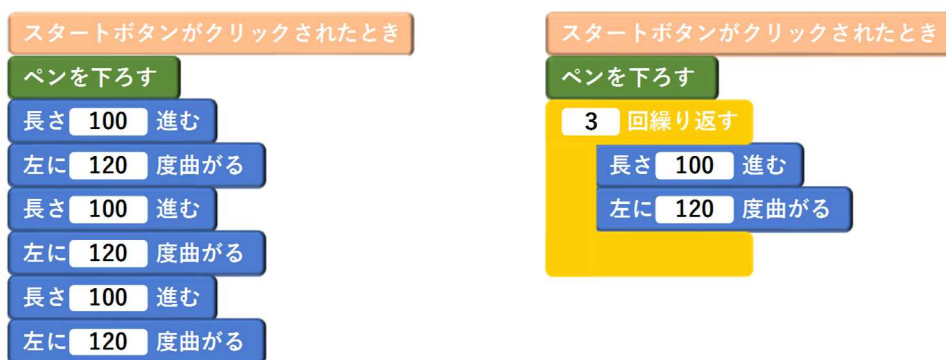 スタートボタンがクリックされたとき
ペンを下ろす
長さ 100 進む
左に 120 度曲がる
長さ 100 進む
左に 120 度曲がる
長さ 100 進む
左に 120 度曲がる
スタートボタンがクリックされたとき
ペンを下ろす
3 回繰り返す
長さ 100 進む
左に 120 度曲がる